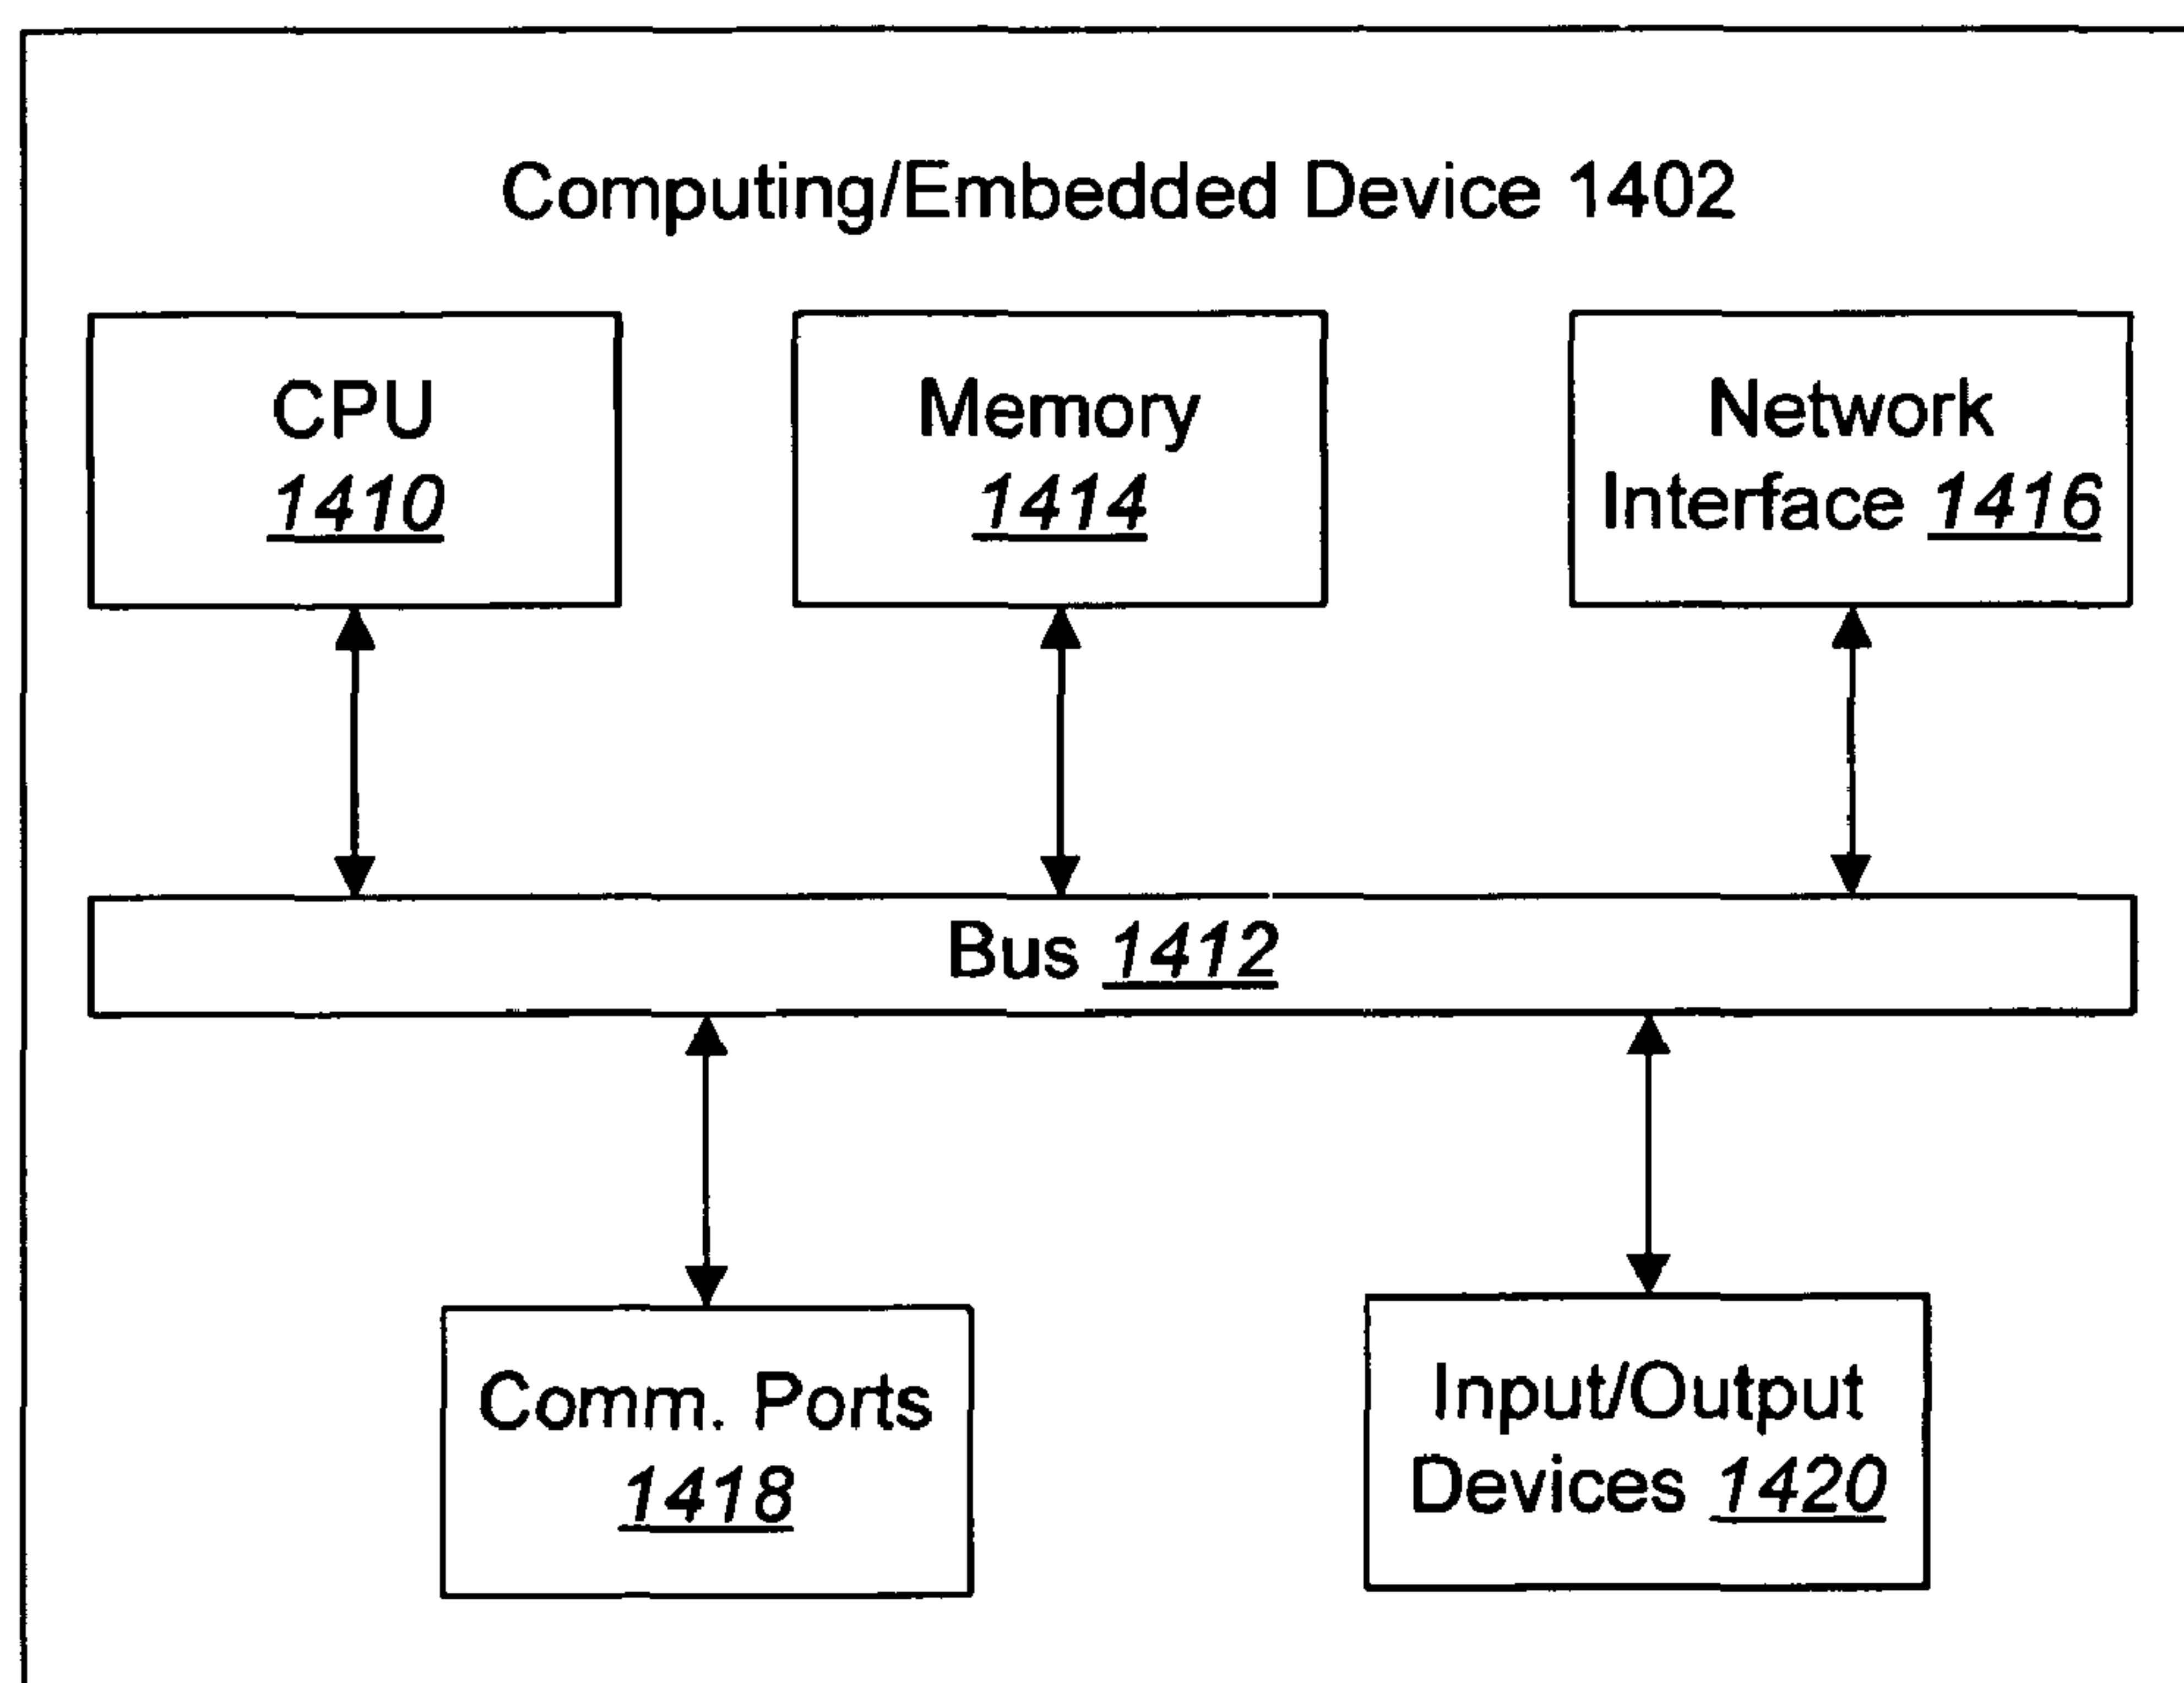 Computing/Embedded Device 1402
CPU
1410
Memory
1414
Network
Interface 1416
Bus 1412
Comm. Ports
1418
Input/Output
Devices 1420